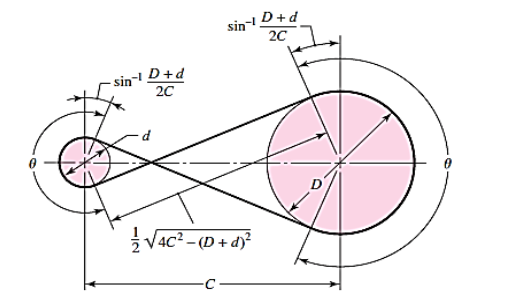 sin⁻¹ D + d / 2C
sin⁻¹ D + d / 2C
d
θ
θ
D
½ √4C² – (D + d)²
C